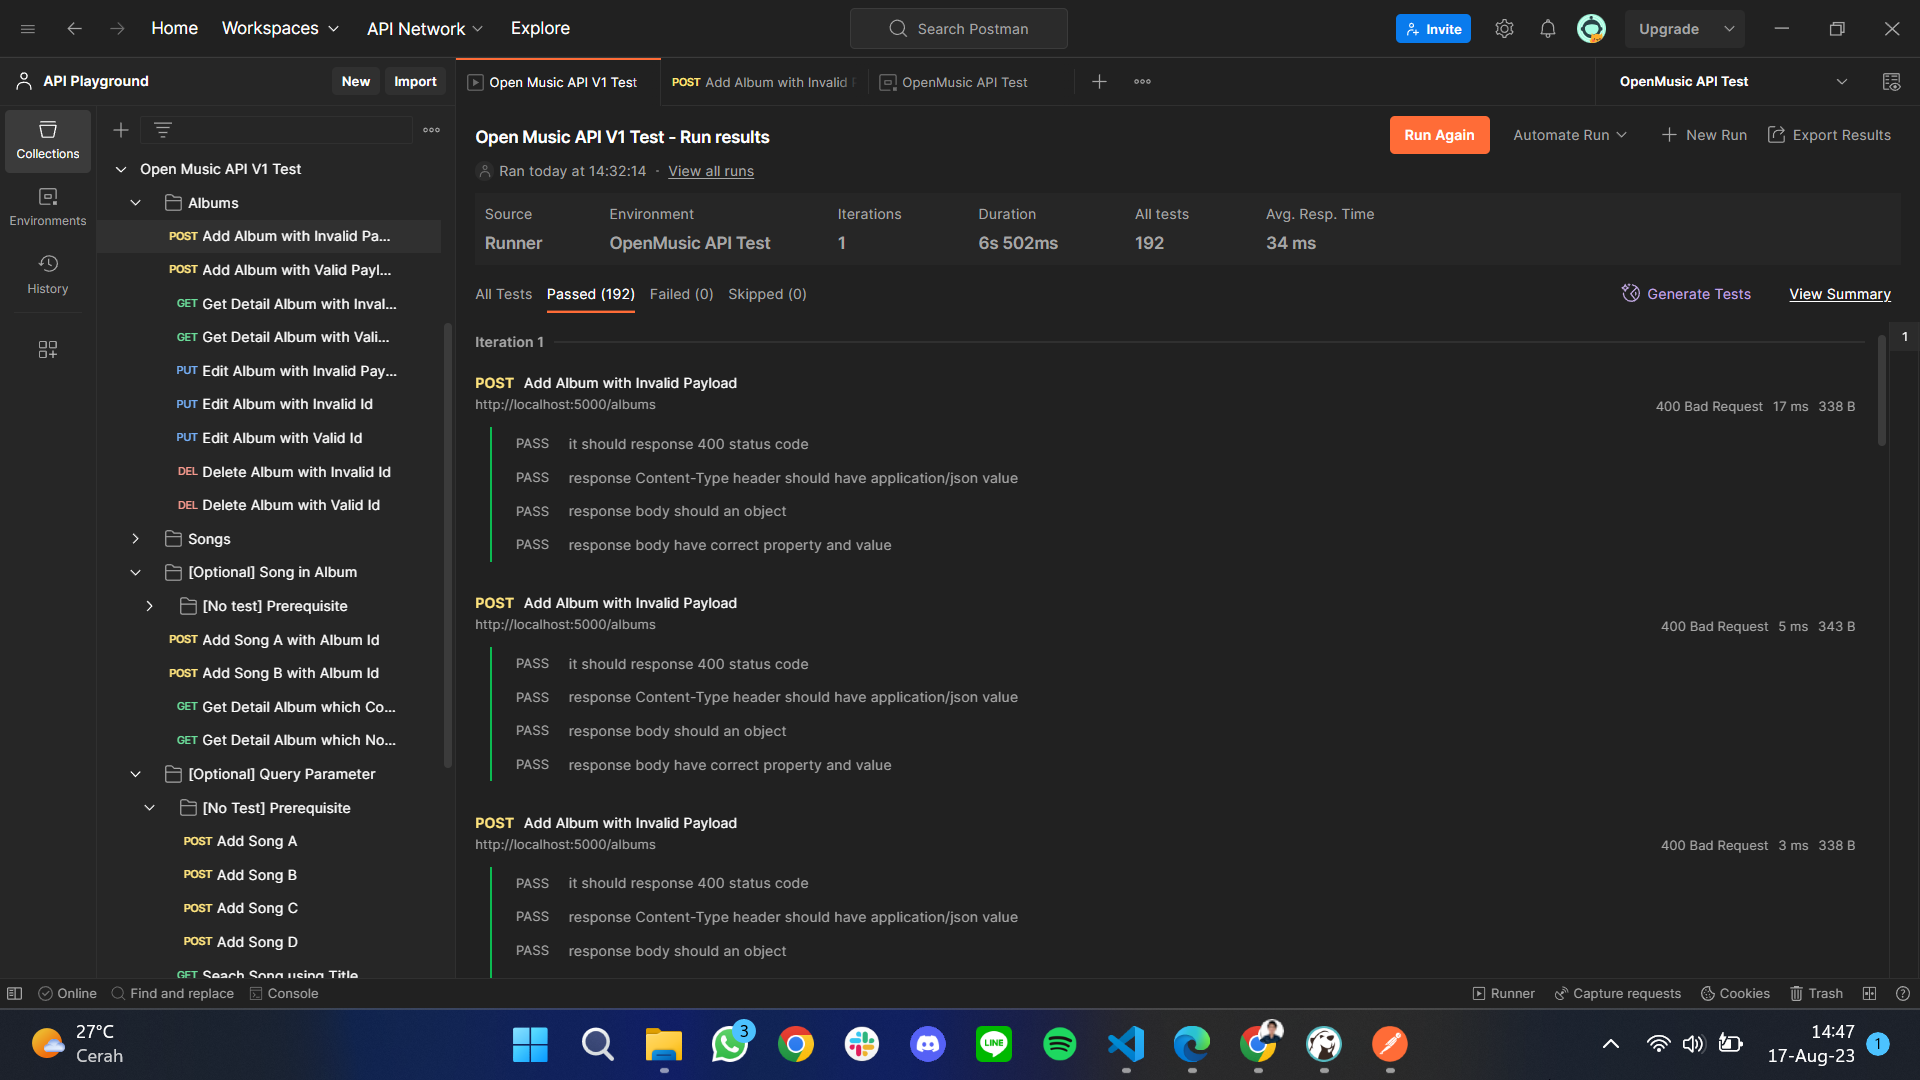 Home
Workspaces
API Network
Explore
Search Postman
Invite
Upgrade
API Playground
New
Import
Open Music API V1 Test
POST Add Album with Invalid
OpenMusic API Test
OpenMusic API Test
Collections
Environments
History
Open Music API V1 Test
Albums
POST Add Album with Invalid Pa...
POST Add Album with Valid Payl...
GET Get Detail Album with Inval...
GET Get Detail Album with Vali...
PUT Edit Album with Invalid Pay...
PUT Edit Album with Invalid Id
PUT Edit Album with Valid Id
DEL Delete Album with Invalid Id
DEL Delete Album with Valid Id
Songs
[Optional] Song in Album
[No test] Prerequisite
POST Add Song A with Album Id
POST Add Song B with Album Id
GET Get Detail Album which Co...
GET Get Detail Album which No...
[Optional] Query Parameter
[No Test] Prerequisite
POST Add Song A
POST Add Song B
POST Add Song C
POST Add Song D
GET Seach Song using Title
Open Music API V1 Test - Run results
Run Again
Automate Run
New Run
Export Results
Ran today at 14:32:14 · View all runs
Source Environment Iterations Duration All tests Avg. Resp. Time
Runner OpenMusic API Test 1 6s 502ms 192 34 ms
All Tests Passed (192) Failed (0) Skipped (0)
Generate Tests
View Summary
Iteration 1
1
POST Add Album with Invalid Payload
http://localhost:5000/albums
400 Bad Request 17 ms 338 B
PASS it should response 400 status code
PASS response Content-Type header should have application/json value
PASS response body should an object
PASS response body have correct property and value
POST Add Album with Invalid Payload
http://localhost:5000/albums
400 Bad Request 5 ms 343 B
PASS it should response 400 status code
PASS response Content-Type header should have application/json value
PASS response body should an object
PASS response body have correct property and value
POST Add Album with Invalid Payload
http://localhost:5000/albums
400 Bad Request 3 ms 338 B
PASS it should response 400 status code
PASS response Content-Type header should have application/json value
PASS response body should an object
Online
Find and replace
Console
Runner
Capture requests
Cookies
Trash
27°C
Cerah
3
LINE
14:47
17-Aug-23
1